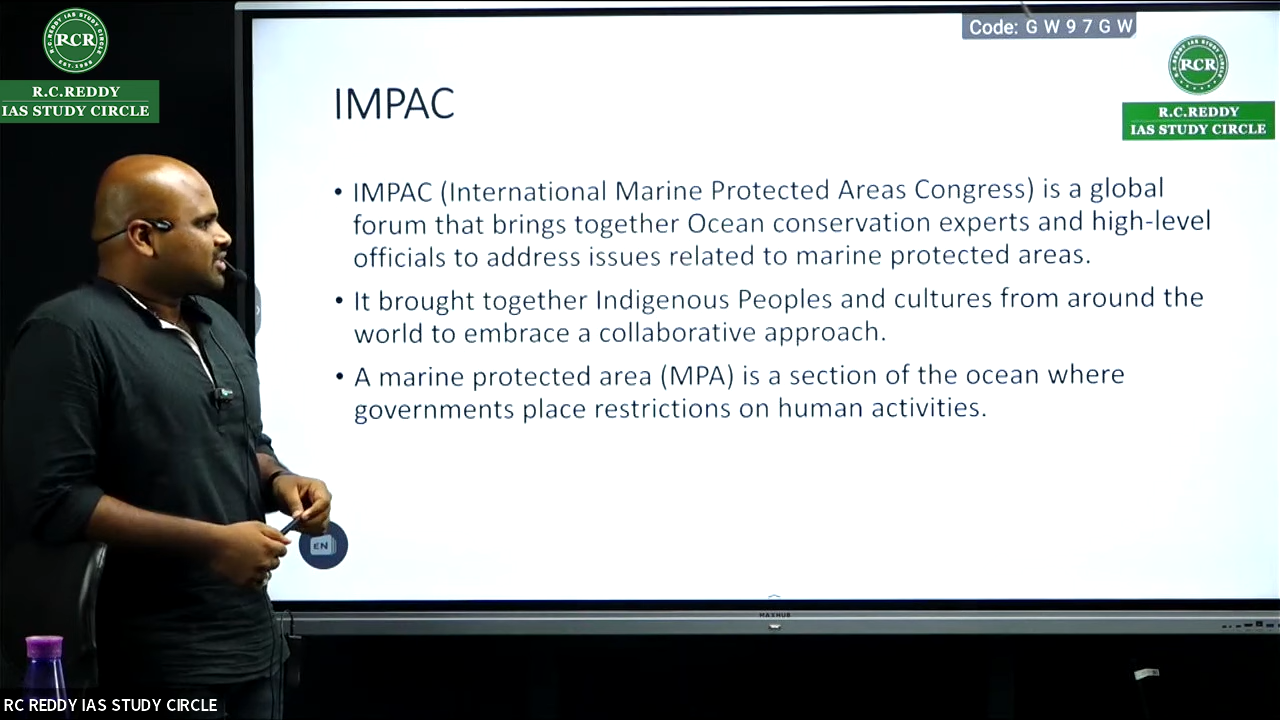 RCR
R.C.REDDY
IAS STUDY CIRCLE
Code: G W 9 7 G W
RCR
R.C.REDDY
IAS STUDY CIRCLE
IMPAC
• IMPAC (International Marine Protected Areas Congress) is a global
forum that brings together Ocean conservation experts and high-level
officials to address issues related to marine protected areas.
• It brought together Indigenous Peoples and cultures from around the
world to embrace a collaborative approach.
• A marine protected area (MPA) is a section of the ocean where
governments place restrictions on human activities.
EN
MAXHUB
RC REDDY IAS STUDY CIRCLE